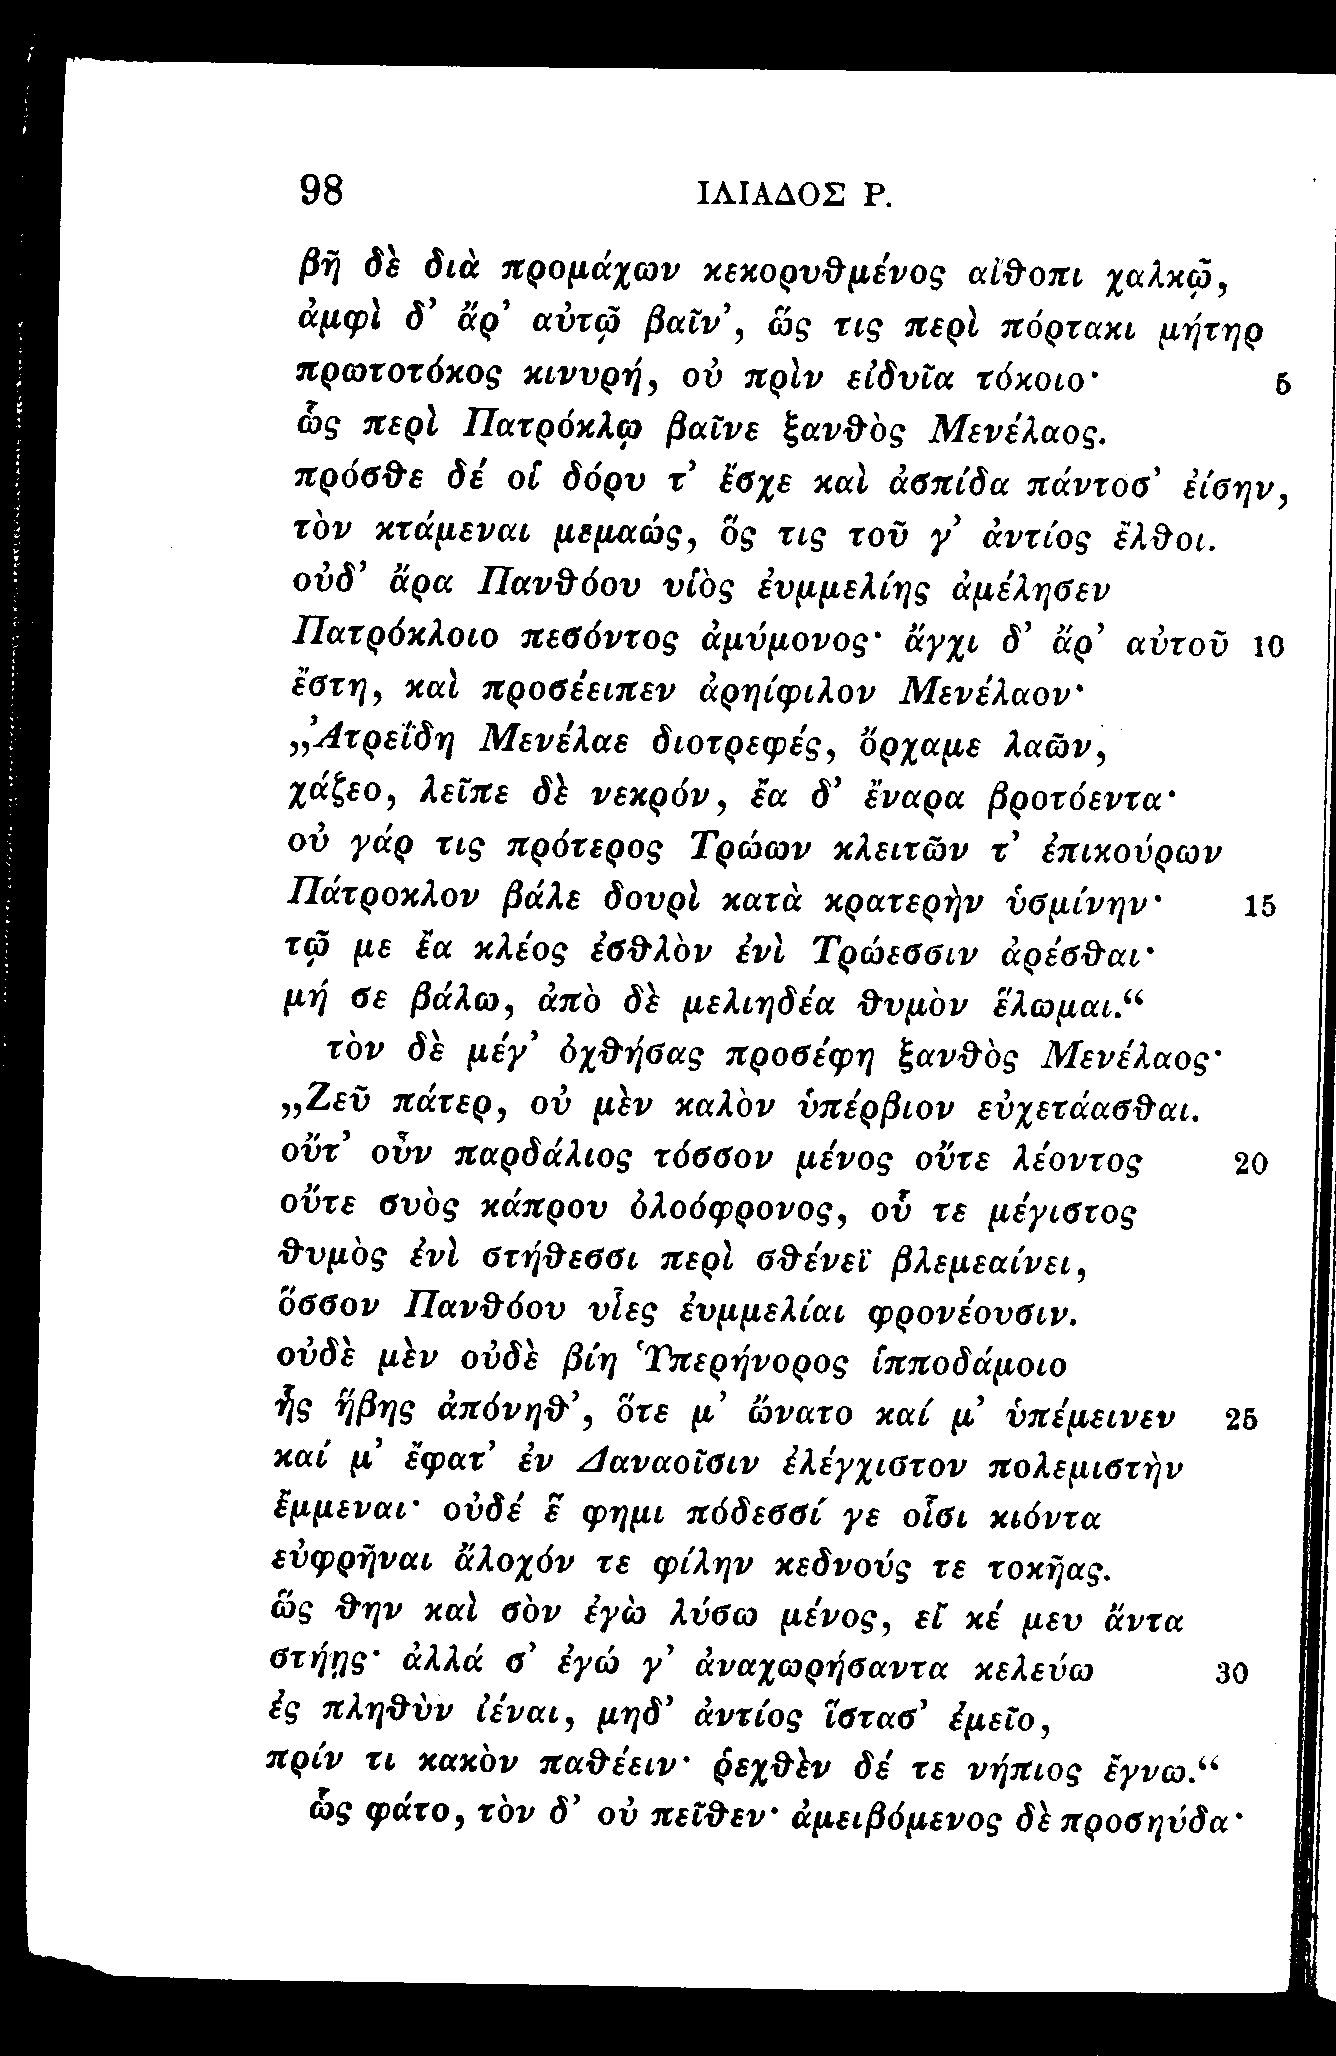 98 ΙΛΙΑΔΟΣ Ρ.
βῆ δὲ διὰ προμάχων κεκορυθμένος αἴθοπι χαλκῷ,
ἀμφὶ δ’ ἄρ’ αὐτῷ βαῖν’, ὥς τις περὶ πόρτακι μήτηρ
πρωτοτόκος κινυρή, οὐ πρὶν εἰδυῖα τόκοιο· 5
ὣς περὶ Πατρόκλῳ βαῖνε ξανθὸς Μενέλαος.
πρόσθε δέ οἱ δόρυ τ’ ἔσχε καὶ ἀσπίδα πάντοσ’ ἐίσην,
τὸν κτάμεναι μεμαώς, ὅς τις τοῦ γ’ ἀντίος ἔλθοι.
οὐδ’ ἄρα Πανθόου υἱὸς ἐυμμελίης ἀμέλησεν
Πατρόκλοιο πεσόντος ἀμύμονος· ἄγχι δ’ ἄρ’ αὐτοῦ 10
ἔστη, καὶ προσέειπεν ἀρηίφιλον Μενέλαον·
„Ἀτρεΐδη Μενέλαε διοτρεφές, ὄρχαμε λαῶν,
χάζεο, λεῖπε δὲ νεκρόν, ἔα δ’ ἔναρα βροτόεντα·
οὐ γάρ τις πρότερος Τρώων κλειτῶν τ’ ἐπικούρων
Πάτροκλον βάλε δουρὶ κατὰ κρατερὴν ὑσμίνην· 15
τῷ με ἔα κλέος ἐσθλὸν ἐνὶ Τρώεσσιν ἀρέσθαι·
μή σε βάλω, ἀπὸ δὲ μελιηδέα θυμὸν ἕλωμαι.“
τὸν δὲ μέγ’ ὀχθήσας προσέφη ξανθὸς Μενέλαος·
„Ζεῦ πάτερ, οὐ μὲν καλὸν ὑπέρβιον εὐχετάασθαι.
οὔτ’ οὖν παρδάλιος τόσσον μένος οὔτε λέοντος 20
οὔτε συὸς κάπρου ὀλοόφρονος, οὗ τε μέγιστος
θυμὸς ἐνὶ στήθεσσι περὶ σθένεϊ βλεμεαίνει,
ὅσσον Πανθόου υἷες ἐυμμελίαι φρονέουσιν.
οὐδὲ μὲν οὐδὲ βίη Ὑπερήνορος ἱπποδάμοιο
ἧς ἥβης ἀπόνηθ’, ὅτε μ’ ὤνατο καί μ’ ὑπέμεινεν 25
καί μ’ ἔφατ’ ἐν Δαναοῖσιν ἐλέγχιστον πολεμιστὴν
ἔμμεναι· οὐδέ ἕ φημι πόδεσσί γε οἷσι κιόντα
εὐφρῆναι ἄλοχόν τε φίλην κεδνούς τε τοκῆας.
ὥς θην καὶ σὸν ἐγὼ λύσω μένος, εἴ κέ μευ ἄντα
στήῃς· ἀλλά σ’ ἐγώ γ’ ἀναχωρήσαντα κελεύω 30
ἐς πληθὺν ἰέναι, μηδ’ ἀντίος ἵστασ’ ἐμεῖο,
πρίν τι κακὸν παθέειν· ῥεχθὲν δέ τε νήπιος ἔγνω.“
ὣς φάτο, τὸν δ’ οὐ πεῖθεν· ἀμειβόμενος δὲ προσηύδα·